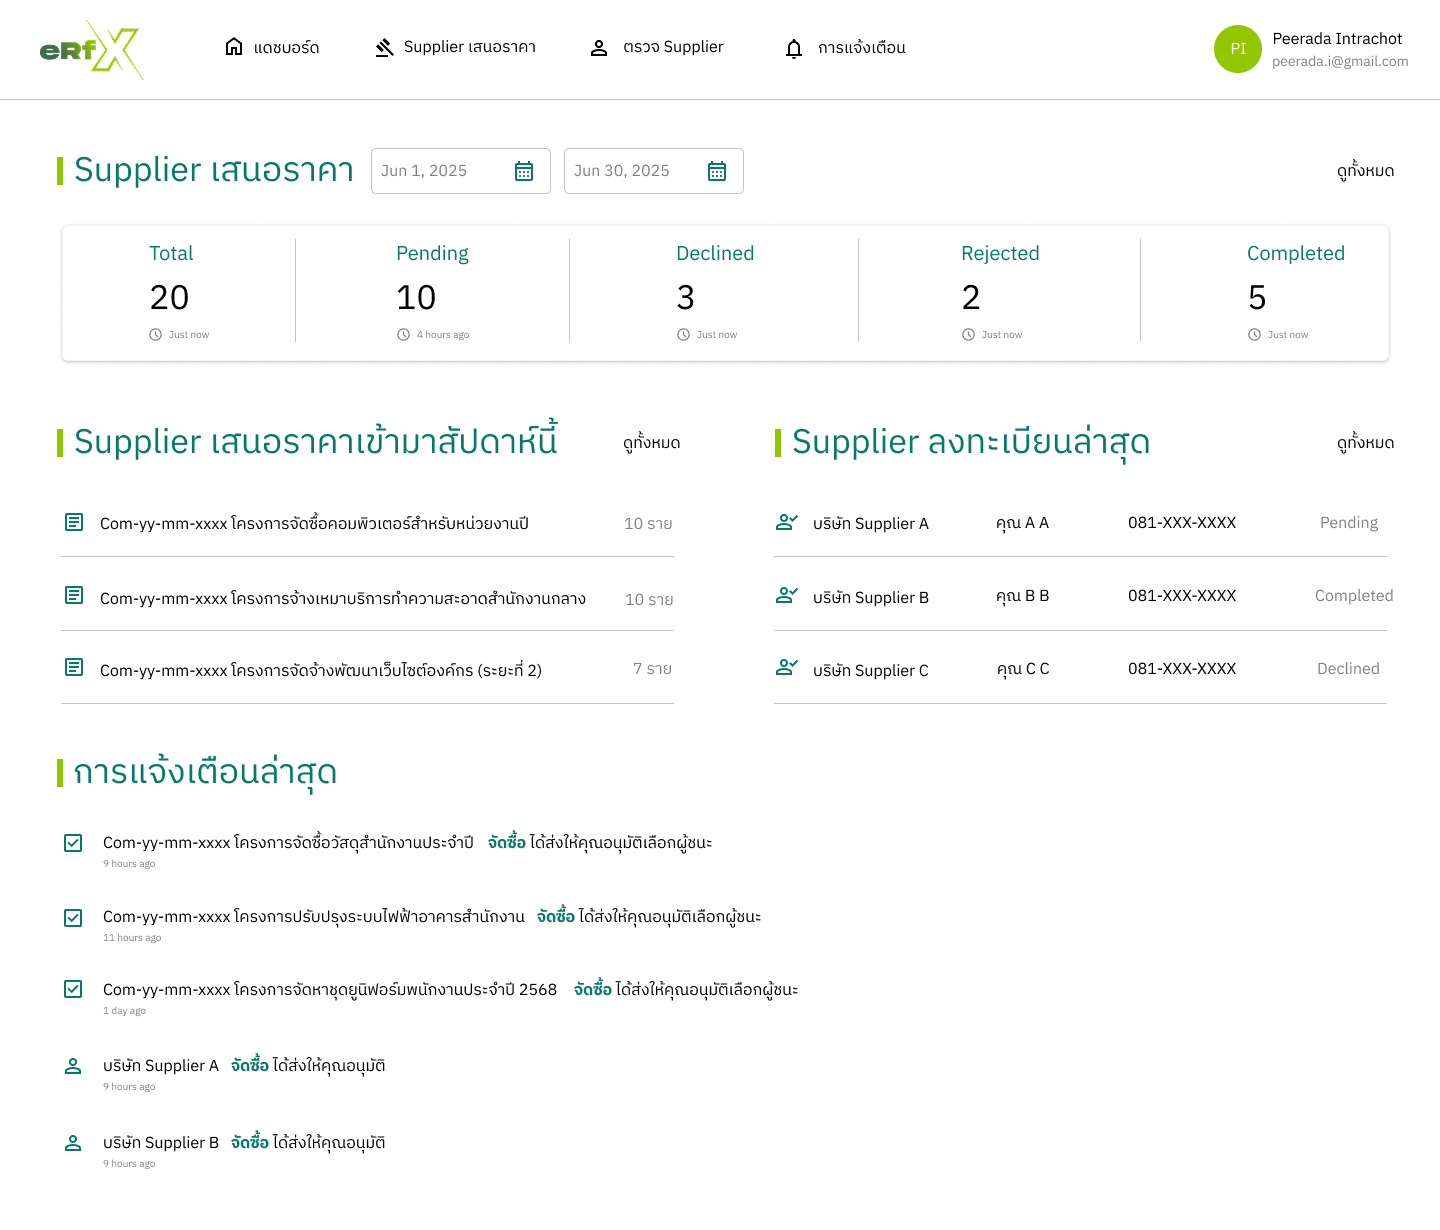 eRfX
แดชบอร์ด
Supplier เสนอราคา
ตรวจ Supplier
การแจ้งเตือน
PI
Peerada Intrachot
peerada.i@gmail.com
Supplier เสนอราคา
Jun 1, 2025
Jun 30, 2025
ดูทั้งหมด
Total
20
Just now
Pending
10
4 hours ago
Declined
3
Just now
Rejected
2
Just now
Completed
5
Just now
Supplier เสนอราคาเข้ามาสัปดาห์นี้
ดูทั้งหมด
Com-yy-mm-xxxx โครงการจัดซื้อคอมพิวเตอร์สำหรับหน่วยงานปี
10 ราย
Com-yy-mm-xxxx โครงการจ้างเหมาบริการทำความสะอาดสำนักงานกลาง
10 ราย
Com-yy-mm-xxxx โครงการจัดจ้างพัฒนาเว็บไซต์องค์กร (ระยะที่ 2)
7 ราย
Supplier ลงทะเบียนล่าสุด
ดูทั้งหมด
บริษัท Supplier A
คุณ A A
081-XXX-XXXX
Pending
บริษัท Supplier B
คุณ B B
081-XXX-XXXX
Completed
บริษัท Supplier C
คุณ C C
081-XXX-XXXX
Declined
การแจ้งเตือนล่าสุด
Com-yy-mm-xxxx โครงการจัดซื้อวัสดุสำนักงานประจำปี จัดซื้อ ได้ส่งให้คุณอนุมัติเลือกผู้ชนะ
9 hours ago
Com-yy-mm-xxxx โครงการปรับปรุงระบบไฟฟ้าอาคารสำนักงาน จัดซื้อ ได้ส่งให้คุณอนุมัติเลือกผู้ชนะ
11 hours ago
Com-yy-mm-xxxx โครงการจัดหาชุดยูนิฟอร์มพนักงานประจำปี 2568 จัดซื้อ ได้ส่งให้คุณอนุมัติเลือกผู้ชนะ
1 day ago
บริษัท Supplier A จัดซื้อ ได้ส่งให้คุณอนุมัติ
9 hours ago
บริษัท Supplier B จัดซื้อ ได้ส่งให้คุณอนุมัติ
9 hours ago